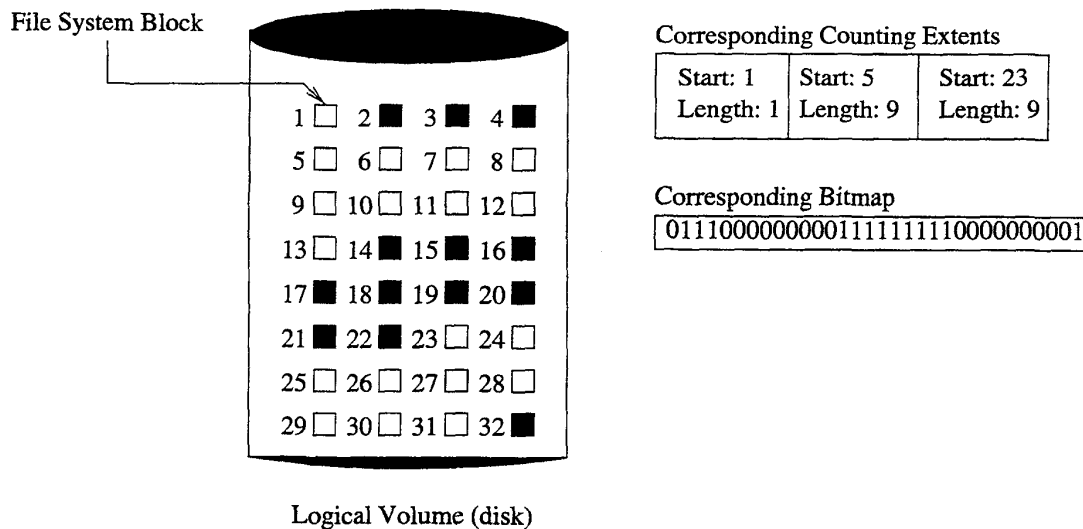 File System Block
1 2 3 4
5 6 7 8
9 10 11 12
13 14 15 16
17 18 19 20
21 22 23 24
25 26 27 28
29 30 31 32
Logical Volume (disk)
Corresponding Counting Extents
Start: 1 Start: 5 Start: 23
Length: 1 Length: 9 Length: 9
Corresponding Bitmap
01110000000001111111110000000001